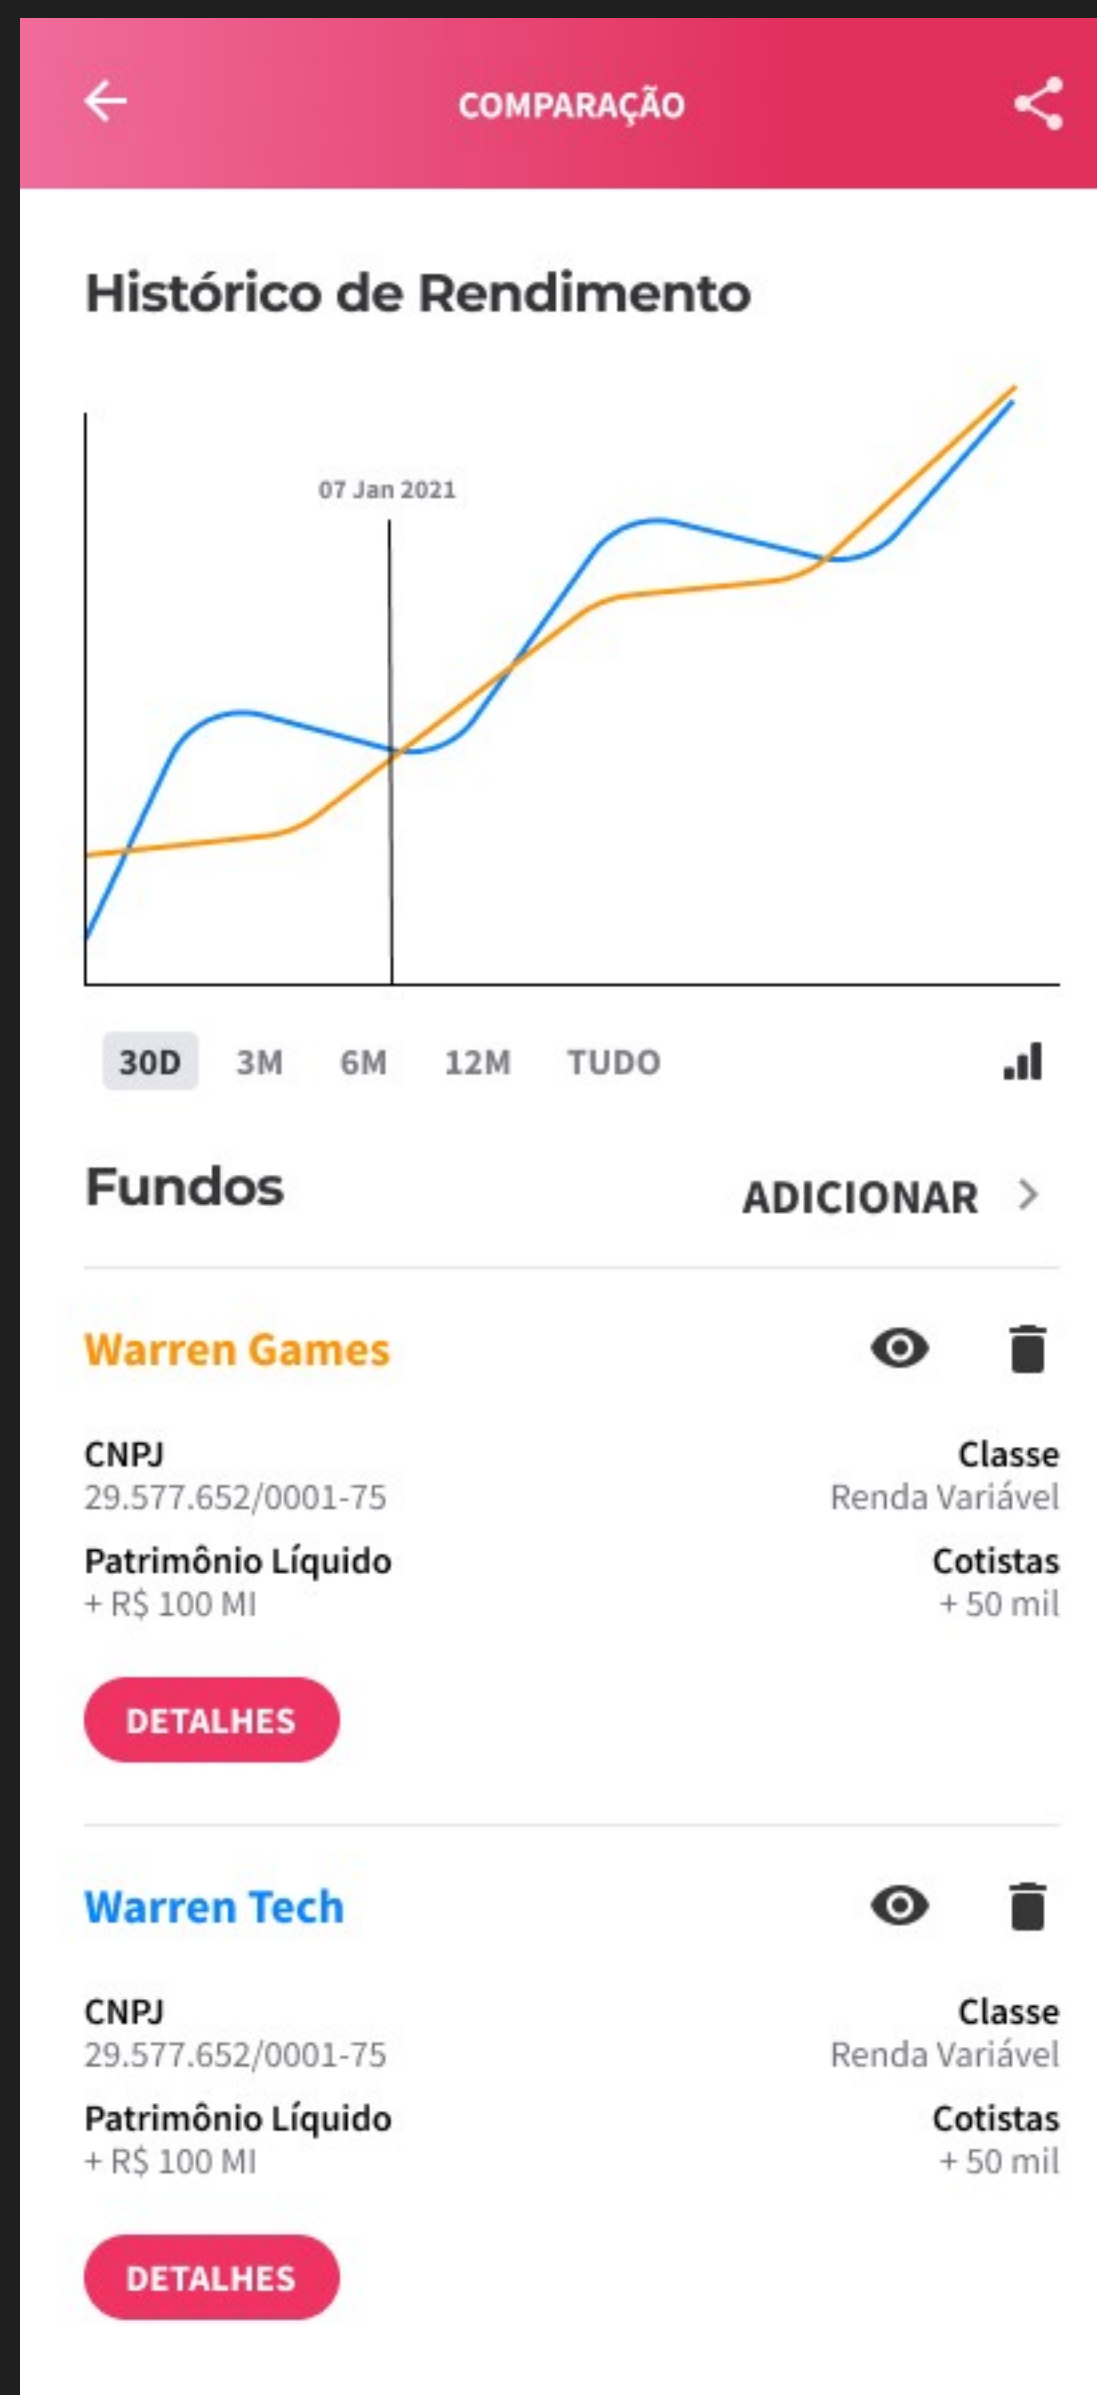 COMPARAÇÃO
Histórico de Rendimento
07 Jan 2021
30D 3M 6M 12M TUDO
Fundos ADICIONAR
Warren Games
CNPJ Classe
29.577.652/0001-75 Renda Variável
Patrimônio Líquido Cotistas
+ R$ 100 MI + 50 mil
DETALHES
Warren Tech
CNPJ Classe
29.577.652/0001-75 Renda Variável
Patrimônio Líquido Cotistas
+ R$ 100 MI + 50 mil
DETALHES